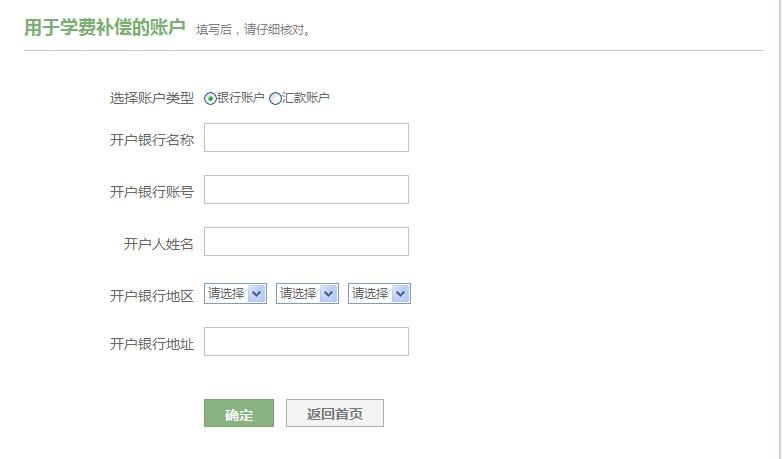 用于学费补偿的账户 填写后，请仔细核对。
选择账户类型 银行账户 汇款账户
开户银行名称
开户银行账号
开户人姓名
开户银行地区 请选择 请选择 请选择
开户银行地址
确定 返回首页